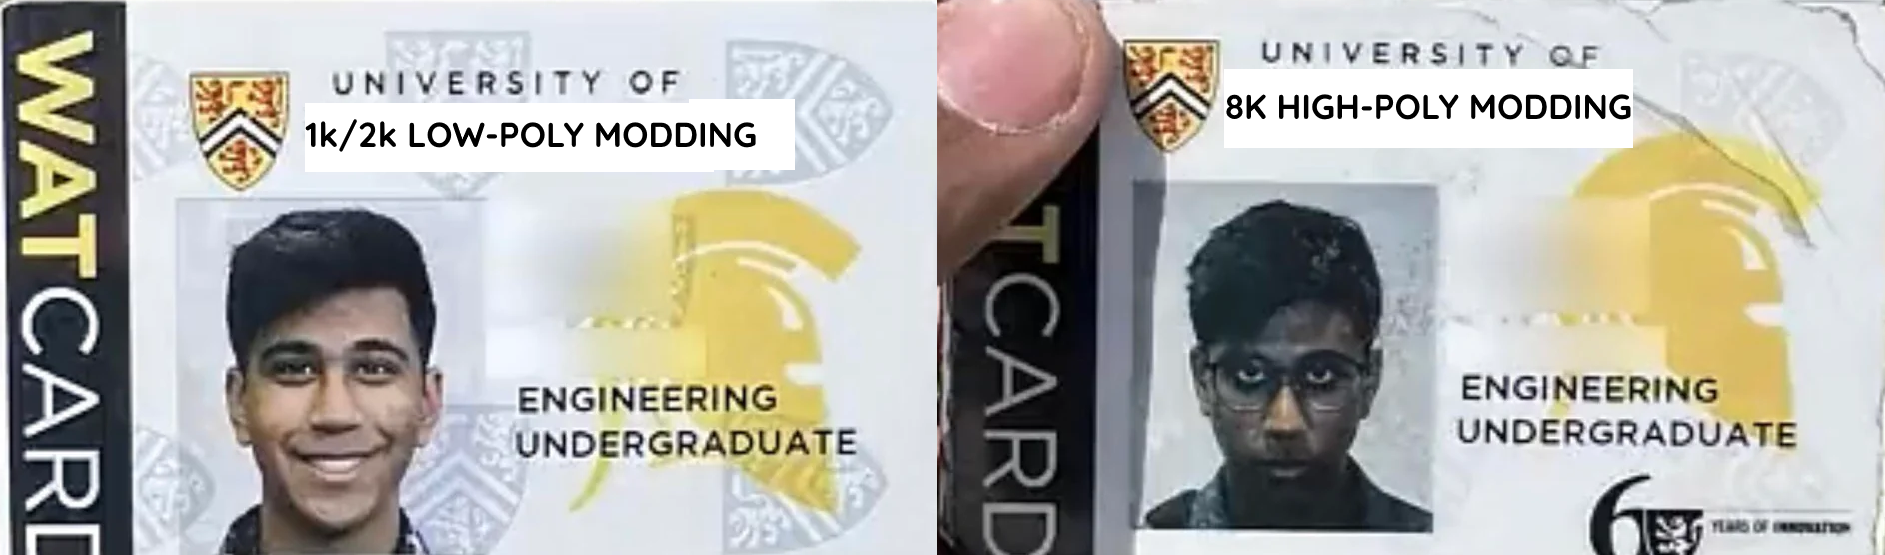 WATCARD
UNIVERSITY OF
1k/2k LOW-POLY MODDING
ENGINEERING
UNDERGRADUATE
TCARD
UNIVERSITY OF
8K HIGH-POLY MODDING
ENGINEERING
UNDERGRADUATE
60
YEARS OF INNOVATION